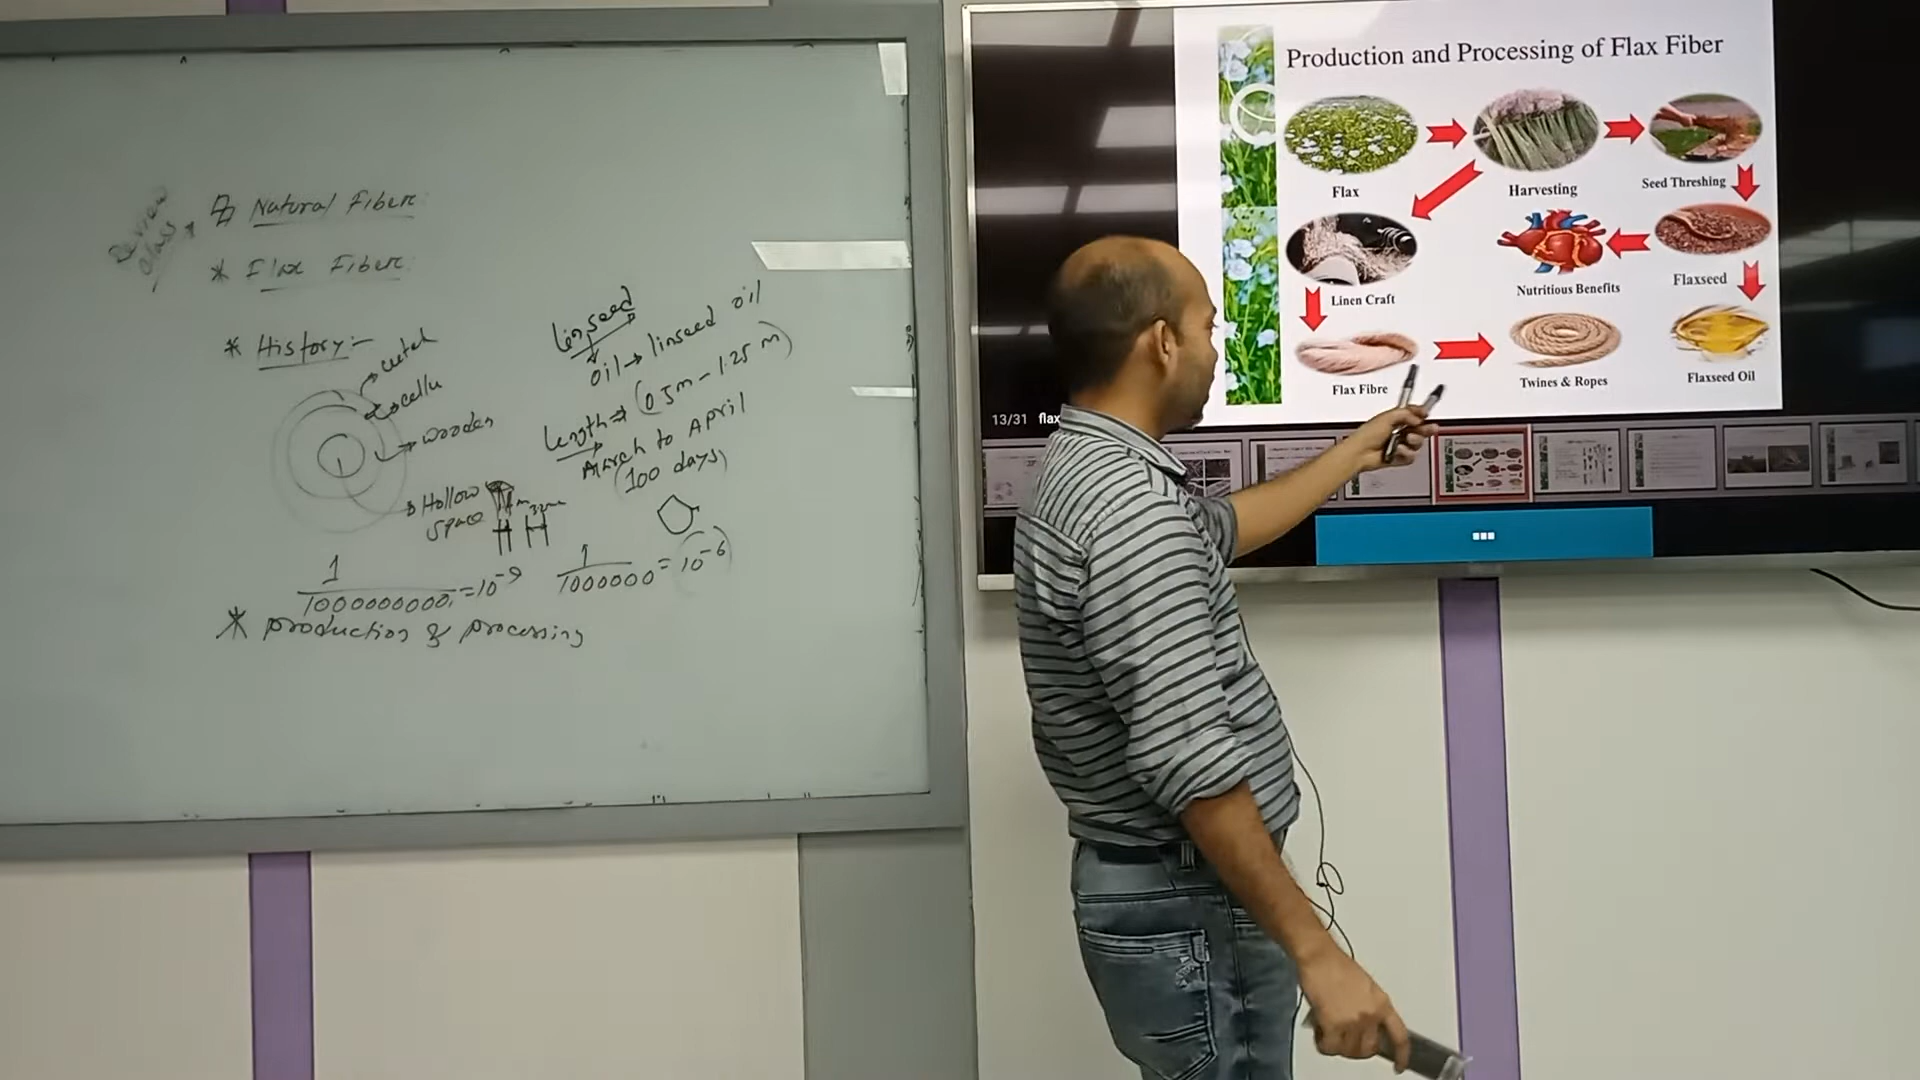 Review
class
Natural Fiber
* Flax Fiber
* History:-
cutel
cellu
wooden
Hollow
space
Linseed
oil → linseed oil
Length ⇒ (0.5m - 1.25 m)
March to April
(100 days)
1
1000000000 = 10⁻⁹
1
1000000 = 10⁻⁶
* production & processing
Production and Processing of Flax Fiber
Flax
Harvesting
Seed Threshing
Linen Craft
Nutritious Benefits
Flaxseed
Flax Fibre
Twines & Ropes
Flaxseed Oil
13/31 flax